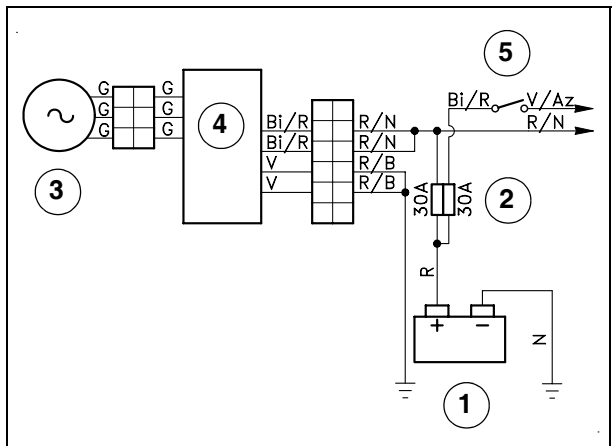 5
Bi/R V/Az
R/N
G G
G G
G G
4
Bi/R R/N
Bi/R R/N
V R/B
V R/B
3
30A 30A
2
R
+ −
N
1